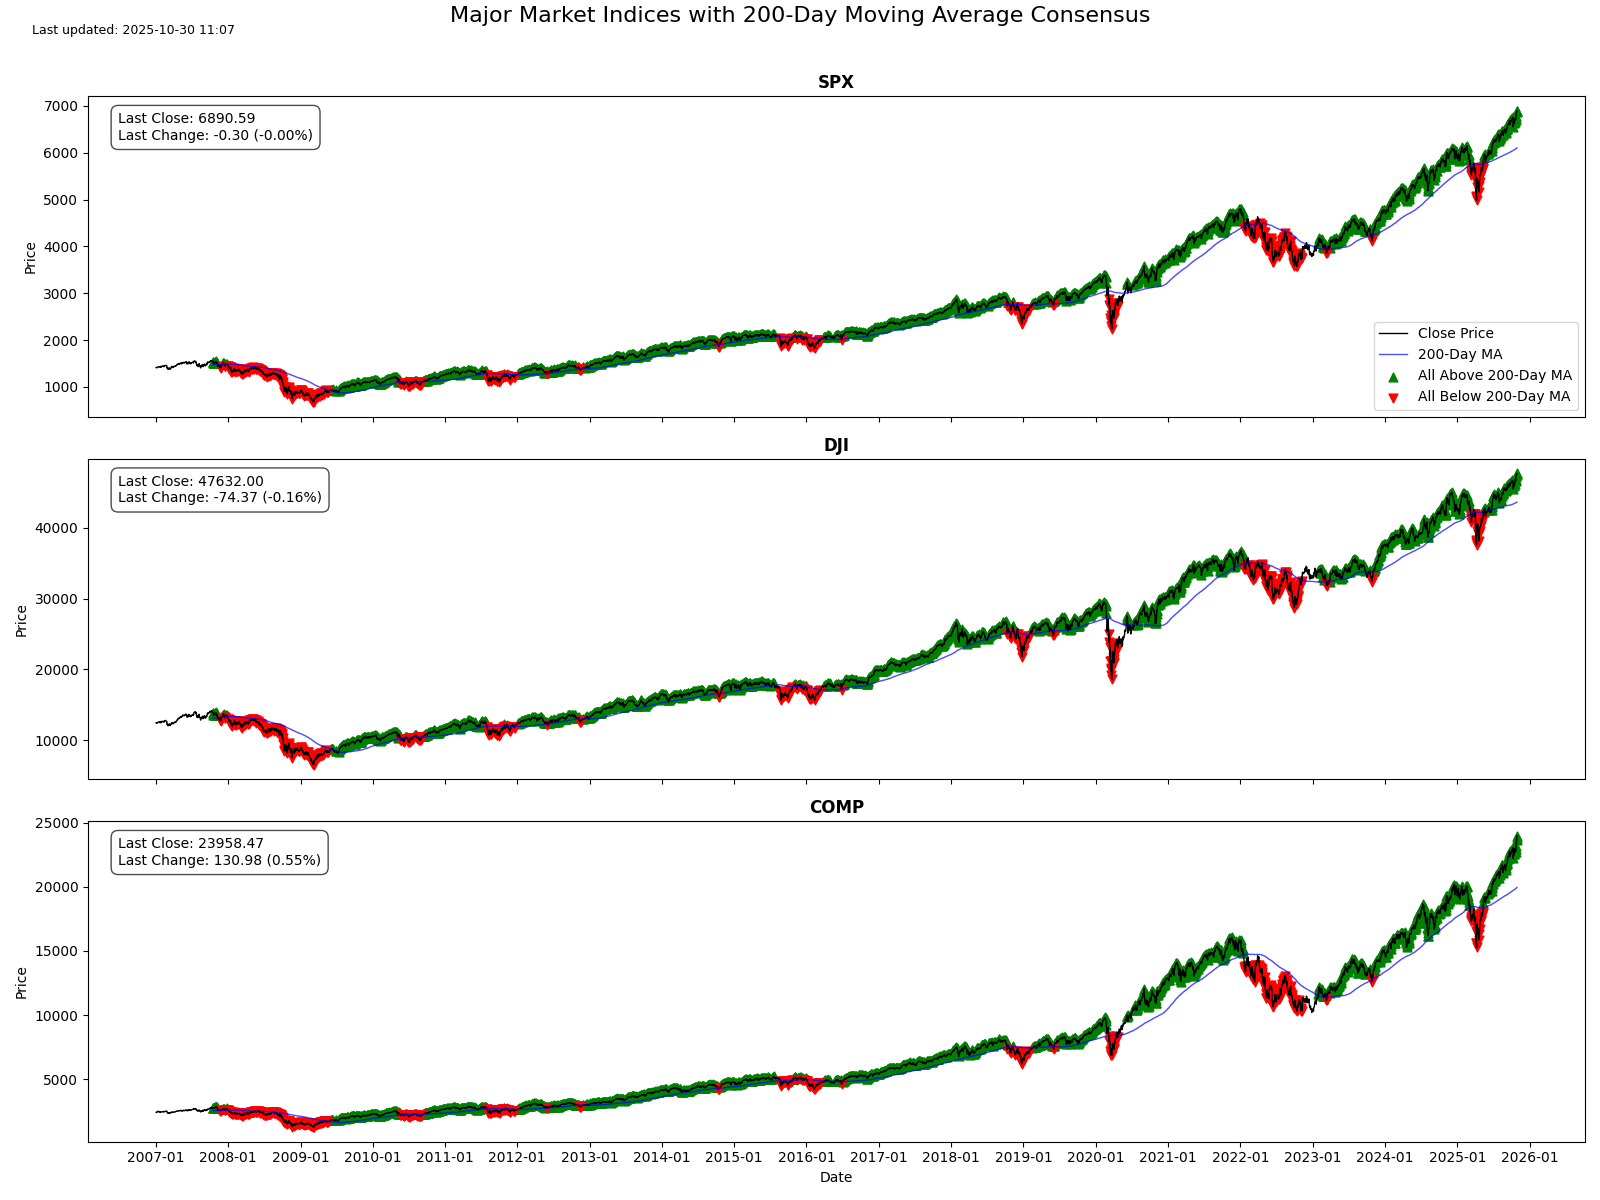 Major Market Indices with 200-Day Moving Average Consensus
Last updated: 2025-10-30 11:07
SPX
Last Close: 6890.59
Last Change: -0.30 (-0.00%)
7000
6000
5000
4000
3000
2000
1000
Price
Close Price
200-Day MA
All Above 200-Day MA
All Below 200-Day MA
DJI
Last Close: 47632.00
Last Change: -74.37 (-0.16%)
40000
30000
20000
10000
Price
COMP
Last Close: 23958.47
Last Change: 130.98 (0.55%)
25000
20000
15000
10000
5000
Price
2007-01 2008-01 2009-01 2010-01 2011-01 2012-01 2013-01 2014-01 2015-01 2016-01 2017-01 2018-01 2019-01 2020-01 2021-01 2022-01 2023-01 2024-01 2025-01 2026-01
Date